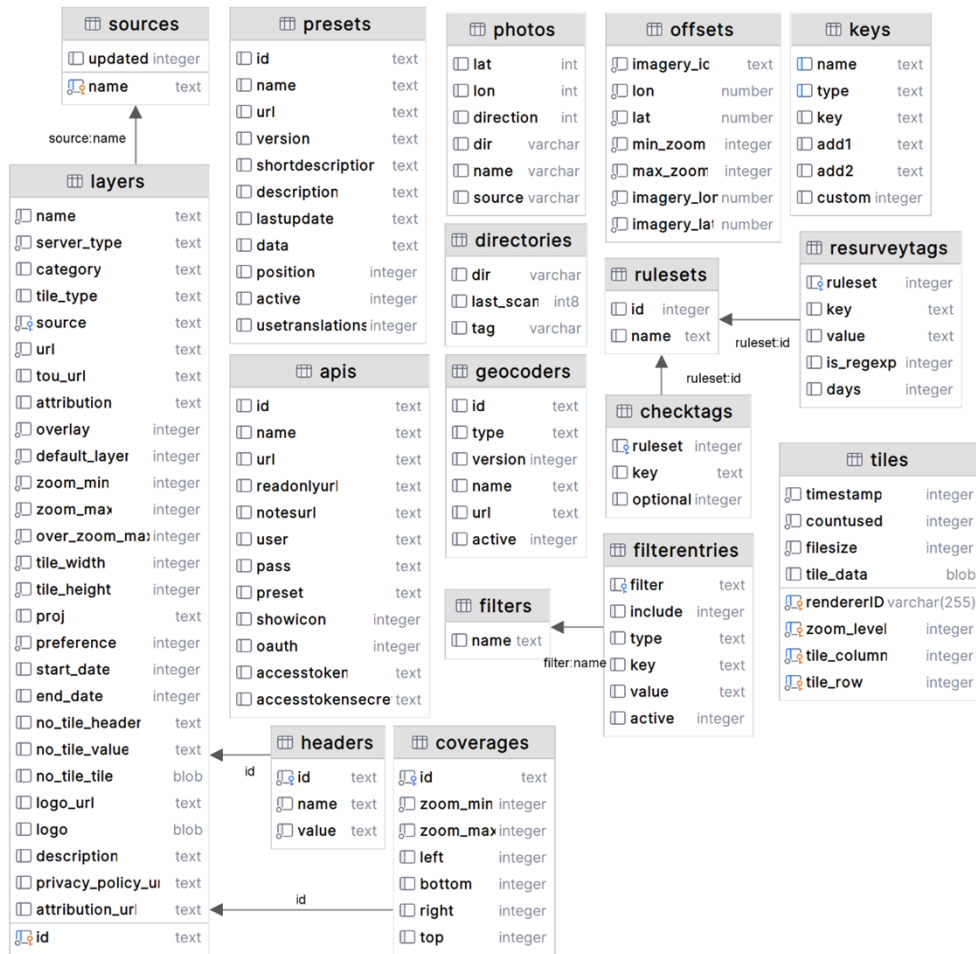 sources
updated integer
name text
source:name
layers
name text
server_type text
category text
tile_type text
source text
url text
tou_url text
attribution text
overlay integer
default_layer integer
zoom_min integer
zoom_max integer
over_zoom_max integer
tile_width integer
tile_height integer
proj text
preference integer
start_date integer
end_date integer
no_tile_header text
no_tile_value text
no_tile_tile blob
logo_url text
logo blob
description text
privacy_policy_ur text
attribution_url text
id text
presets
id text
name text
url text
version text
shortdescription text
description text
lastupdate text
data text
position integer
active integer
usetranslations integer
apis
id text
name text
url text
readonlyurl text
notesurl text
user text
pass text
preset text
showicon integer
oauth integer
accesstoken text
accesstokensecre text
photos
lat int
lon int
direction int
dir varchar
name varchar
source varchar
directories
dir varchar
last_scan int8
tag varchar
geocoders
id text
type text
version integer
name text
url text
active integer
filters
name text
filter:name
offsets
imagery_id text
lon number
lat number
min_zoom integer
max_zoom integer
imagery_lon number
imagery_lat number
rulesets
id integer
name text
ruleset:id
ruleset:id
checktags
ruleset integer
key text
optional integer
filterentries
filter text
include integer
type text
key text
value text
active integer
keys
name text
type text
key text
add1 text
add2 text
custom integer
resurveytags
ruleset integer
key text
value text
is_regexp integer
days integer
tiles
timestamp integer
countused integer
filesize integer
tile_data blob
rendererID varchar(255)
zoom_level integer
tile_column integer
tile_row integer
headers
id text
name text
value text
id
coverages
id text
zoom_min integer
zoom_max integer
left integer
bottom integer
right integer
top integer
id